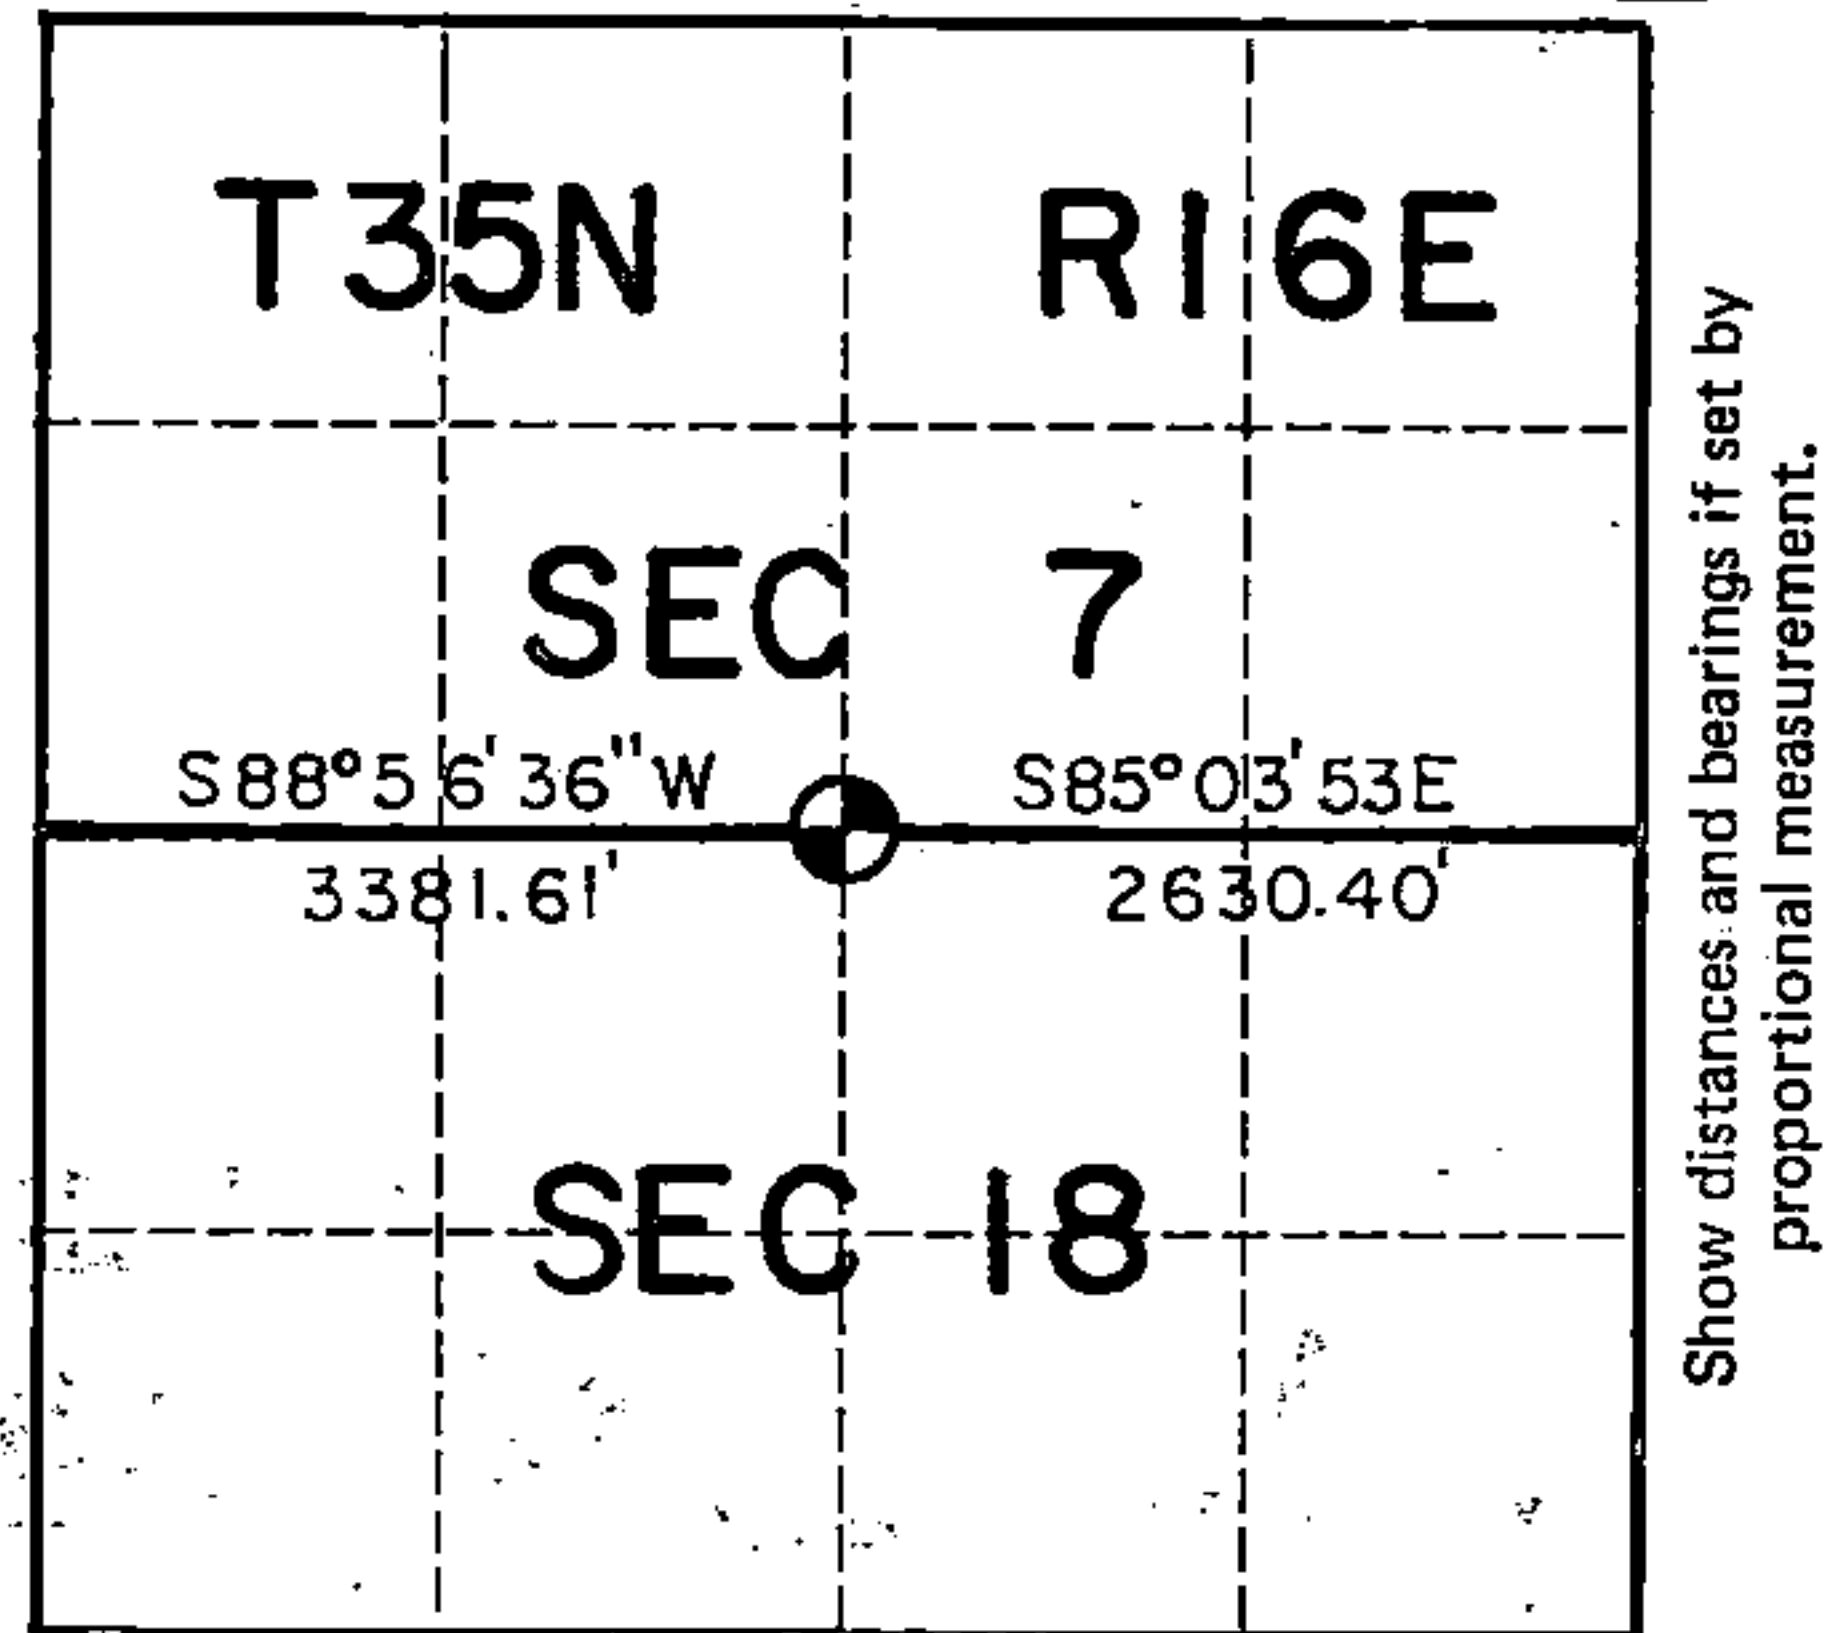 T35N R16E
SEC 7
S88°56'36"W S85°03'53E
3381.61' 2630.40'
SEC 18
Show distances and bearings if set by
proportional measurement.